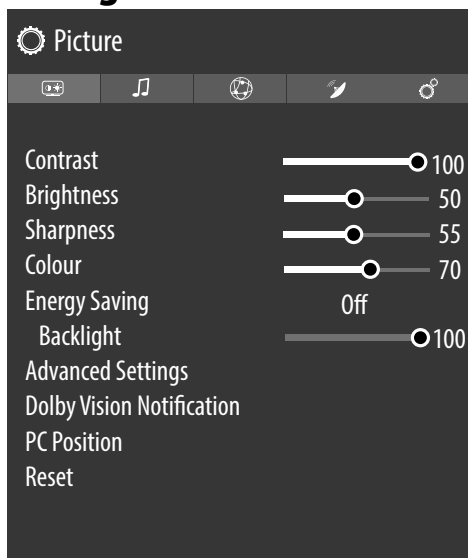 Picture
Contrast 100
Brightness 50
Sharpness 55
Colour 70
Energy Saving Off
Backlight 100
Advanced Settings
Dolby Vision Notification
PC Position
Reset